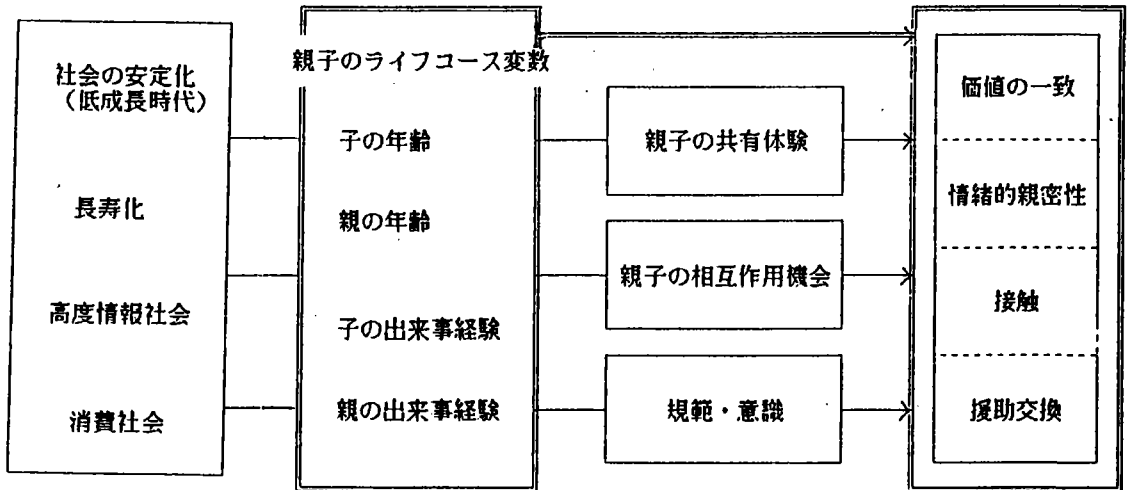 社会の安定化
（低成長時代）
長寿化
高度情報社会
消費社会
親子のライフコース変数
子の年齢
親の年齢
子の出来事経験
親の出来事経験
親子の共有体験
親子の相互作用機会
規範・意識
価値の一致
情緒的親密性
接触
援助交換